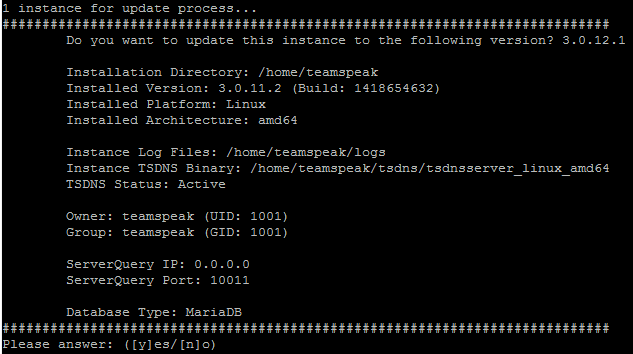 1 instance for update process...
############################################################################
Do you want to update this instance to the following version? 3.0.12.1
Installation Directory: /home/teamspeak
Installed Version: 3.0.11.2 (Build: 1418654632)
Installed Platform: Linux
Installed Architecture: amd64
Instance Log Files: /home/teamspeak/logs
Instance TSDNS Binary: /home/teamspeak/tsdns/tsdnsserver_linux_amd64
TSDNS Status: Active
Owner: teamspeak (UID: 1001)
Group: teamspeak (GID: 1001)
ServerQuery IP: 0.0.0.0
ServerQuery Port: 10011
Database Type: MariaDB
############################################################################
Please answer: ([y]es/[n]o)